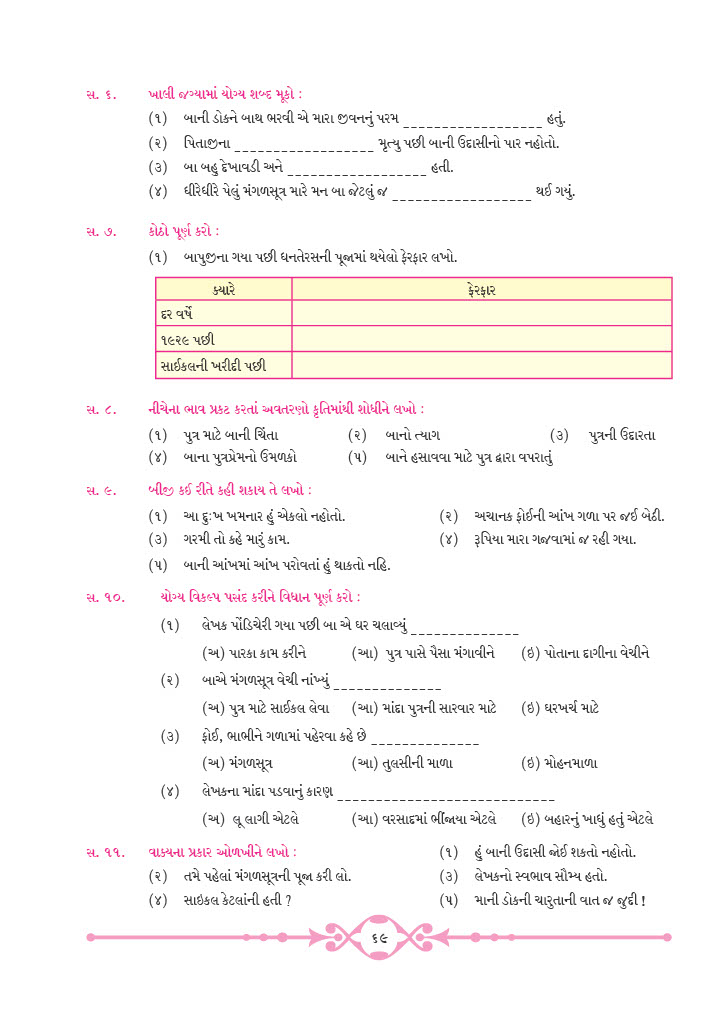 સ. ૬. ખાલી જગ્યામાં યોગ્ય શબ્દ મૂકો :
(૧) બાની ડોકને બાથ ભરવી એ મારા જીવનનું પરમ __________________ હતું.
(૨) પિતાજીના __________________ મૃત્યુ પછી બાની ઉદાસીનો પાર નહોતો.
(૩) બા બહુ દેખાવડી અને __________________ હતી.
(૪) ધીરેધીરે પેલું મંગળસૂત્ર મારે મન બા જેટલું જ __________________ થઈ ગયું.
સ. ૭. કોઠો પૂર્ણ કરો :
(૧) બાપુજીના ગયા પછી ધનતેરસની પૂજામાં થયેલો ફેરફાર લખો.
ક્યારે ફેરફાર
દર વર્ષે
૧૯૨૯ પછી
સાઈકલની ખરીદી પછી
સ. ૮. નીચેના ભાવ પ્રકટ કરતાં અવતરણો કૃતિમાંથી શોધીને લખો :
(૧) પુત્ર માટે બાની ચિંતા (૨) બાનો ત્યાગ (૩) પુત્રની ઉદારતા
(૪) બાના પુત્રપ્રેમનો ઉમળકો (૫) બાને હસાવવા માટે પુત્ર દ્વારા વપરાતું
સ. ૯. બીજી કઈ રીતે કહી શકાય તે લખો :
(૧) આ દુઃખ ખમનાર હું એકલો નહોતો. (૨) અચાનક ફોઈની આંખ ગળા પર જઈ બેઠી.
(૩) ગરમી તો કહે મારું કામ. (૪) રૂપિયા મારા ગજવામાં જ રહી ગયા.
(૫) બાની આંખમાં આંખ પરોવતાં હું થાકતો નહિ.
સ. ૧૦. યોગ્ય વિકલ્પ પસંદ કરીને વિધાન પૂર્ણ કરો :
(૧) લેખક પોંડિચેરી ગયા પછી બા એ ઘર ચલાવ્યું ______________
(અ) પારકા કામ કરીને (આ) પુત્ર પાસે પૈસા મંગાવીને (ઇ) પોતાના દાગીના વેચીને
(૨) બાએ મંગળસૂત્ર વેચી નાંખ્યું ______________
(અ) પુત્ર માટે સાઈકલ લેવા (આ) માંદા પુત્રની સારવાર માટે (ઇ) ઘરખર્ચ માટે
(૩) ફોઈ, ભાભીને ગળામાં પહેરવા કહે છે ______________
(અ) મંગળસૂત્ર (આ) તુલસીની માળા (ઇ) મોહનમાળા
(૪) લેખકના માંદા પડવાનું કારણ ____________________________
(અ) લૂ લાગી એટલે (આ) વરસાદમાં ભીંજાયા એટલે (ઇ) બહારનું ખાધું હતું એટલે
સ. ૧૧. વાક્યના પ્રકાર ઓળખીને લખો : (૧) હું બાની ઉદાસી જોઈ શકતો નહોતો.
(૨) તમે પહેલાં મંગળસૂત્રની પૂજા કરી લો. (૩) લેખકનો સ્વભાવ સૌમ્ય હતો.
(૪) સાઇકલ કેટલાંની હતી ? (૫) માની ડોકની ચારુતાની વાત જ જુદી !
૬૯